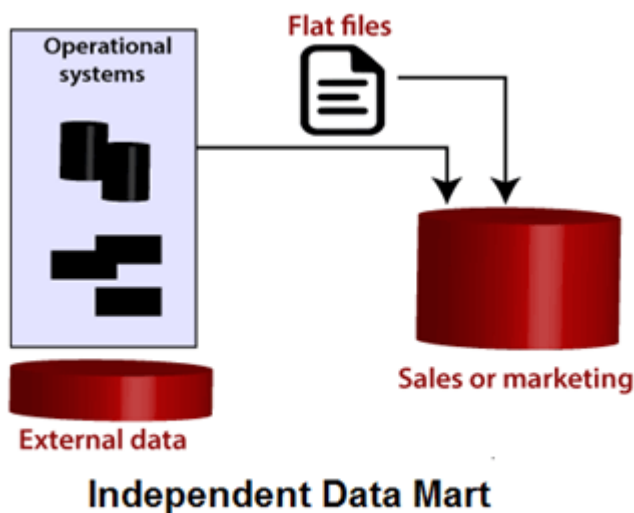 Operational
systems
Flat files
Sales or marketing
External data
Independent Data Mart